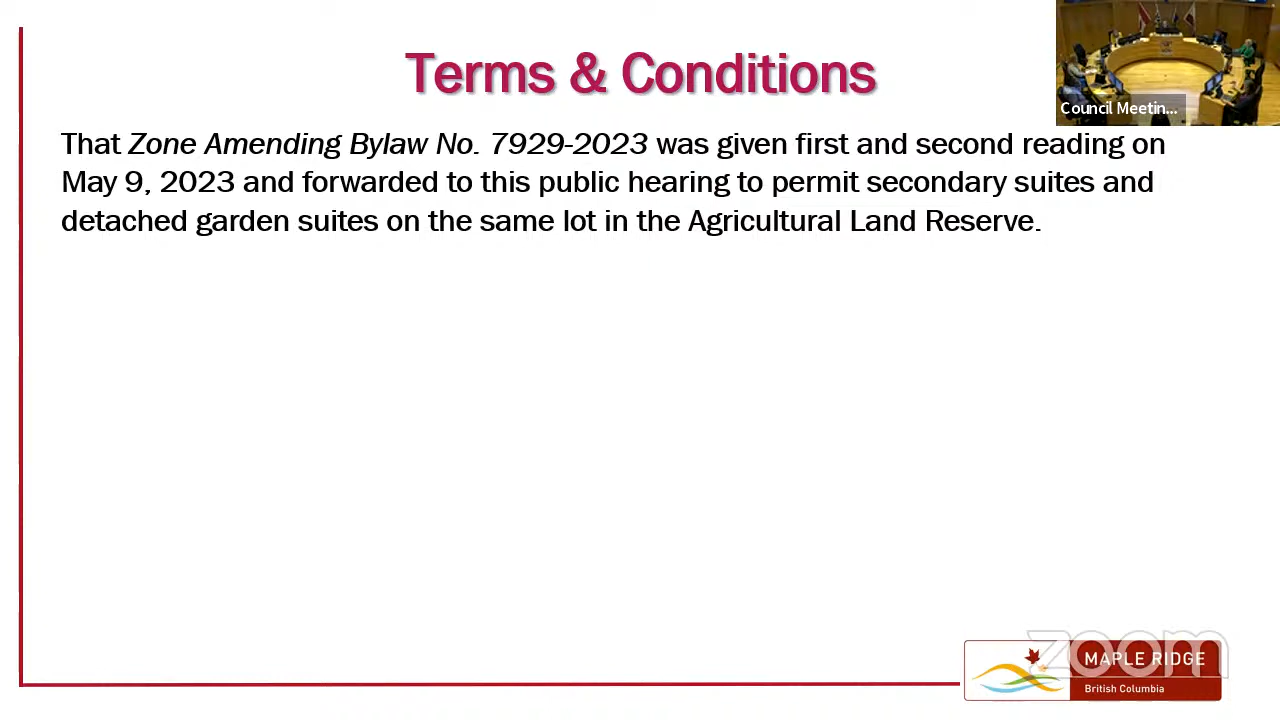 Terms & Conditions
Council Meetin...
That Zone Amending Bylaw No. 7929-2023 was given first and second reading on
May 9, 2023 and forwarded to this public hearing to permit secondary suites and
detached garden suites on the same lot in the Agricultural Land Reserve.
zoom
MAPLE RIDGE
British Columbia